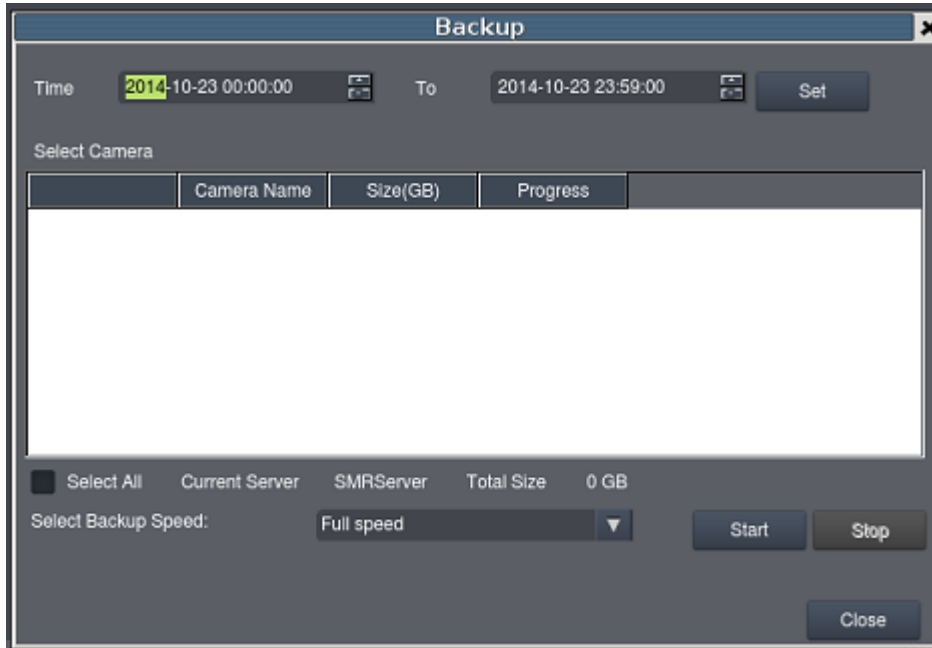 Backup
Time 2014-10-23 00:00:00 To 2014-10-23 23:59:00 Set
Select Camera
Camera Name Size(GB) Progress
Select All Current Server SMRServer Total Size 0 GB
Select Backup Speed: Full speed Start Stop
Close